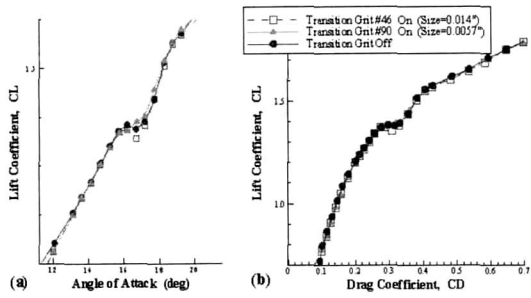 Transition Grit #46 On (Size=0.014")
Transition Grit #90 On (Size=0.0057")
Transition Grit Off
Lift Coefficient, CL
12
14
16
18
20
(a)
Angle of Attack (deg)
Lift Coefficient, CL
1.5
1.0
0
0.1
0.2
0.3
0.4
0.5
0.6
0.7
(b)
Drag Coefficient, CD